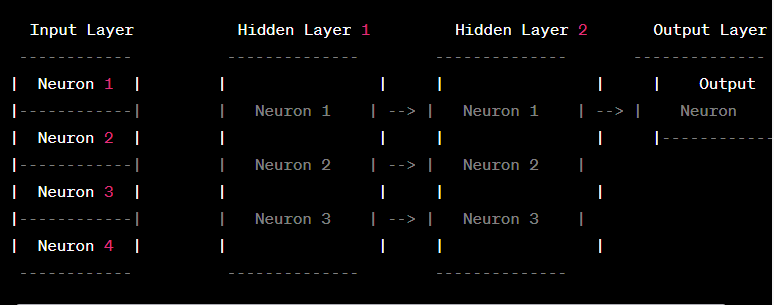 Input Layer Hidden Layer 1 Hidden Layer 2 Output Layer
------------ -------------- -------------- --------------
| Neuron 1 | | | | | | Output
|------------| | Neuron 1 | --> | Neuron 1 | --> | Neuron
| Neuron 2 | | | | | |------------
|------------| | Neuron 2 | --> | Neuron 2 |
| Neuron 3 | | | | |
|------------| | Neuron 3 | --> | Neuron 3 |
| Neuron 4 | | | | |
------------ -------------- --------------